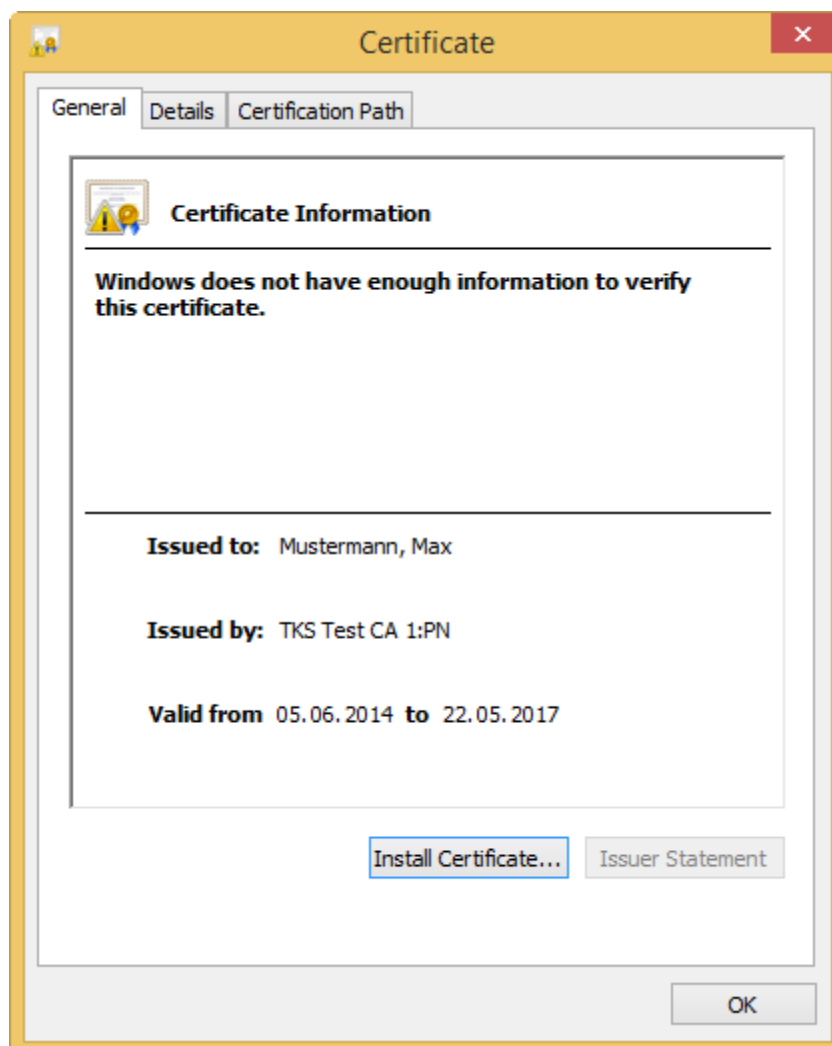 Certificate
General Details Certification Path
Certificate Information
Windows does not have enough information to verify
this certificate.
Issued to: Mustermann, Max
Issued by: TKS Test CA 1:PN
Valid from 05.06.2014 to 22.05.2017
Install Certificate... Issuer Statement
OK